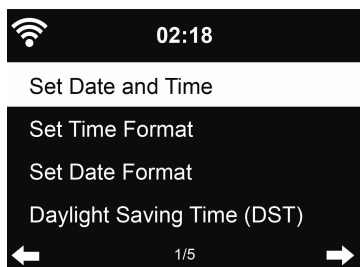 02:18
Set Date and Time
Set Time Format
Set Date Format
Daylight Saving Time (DST)
1/5